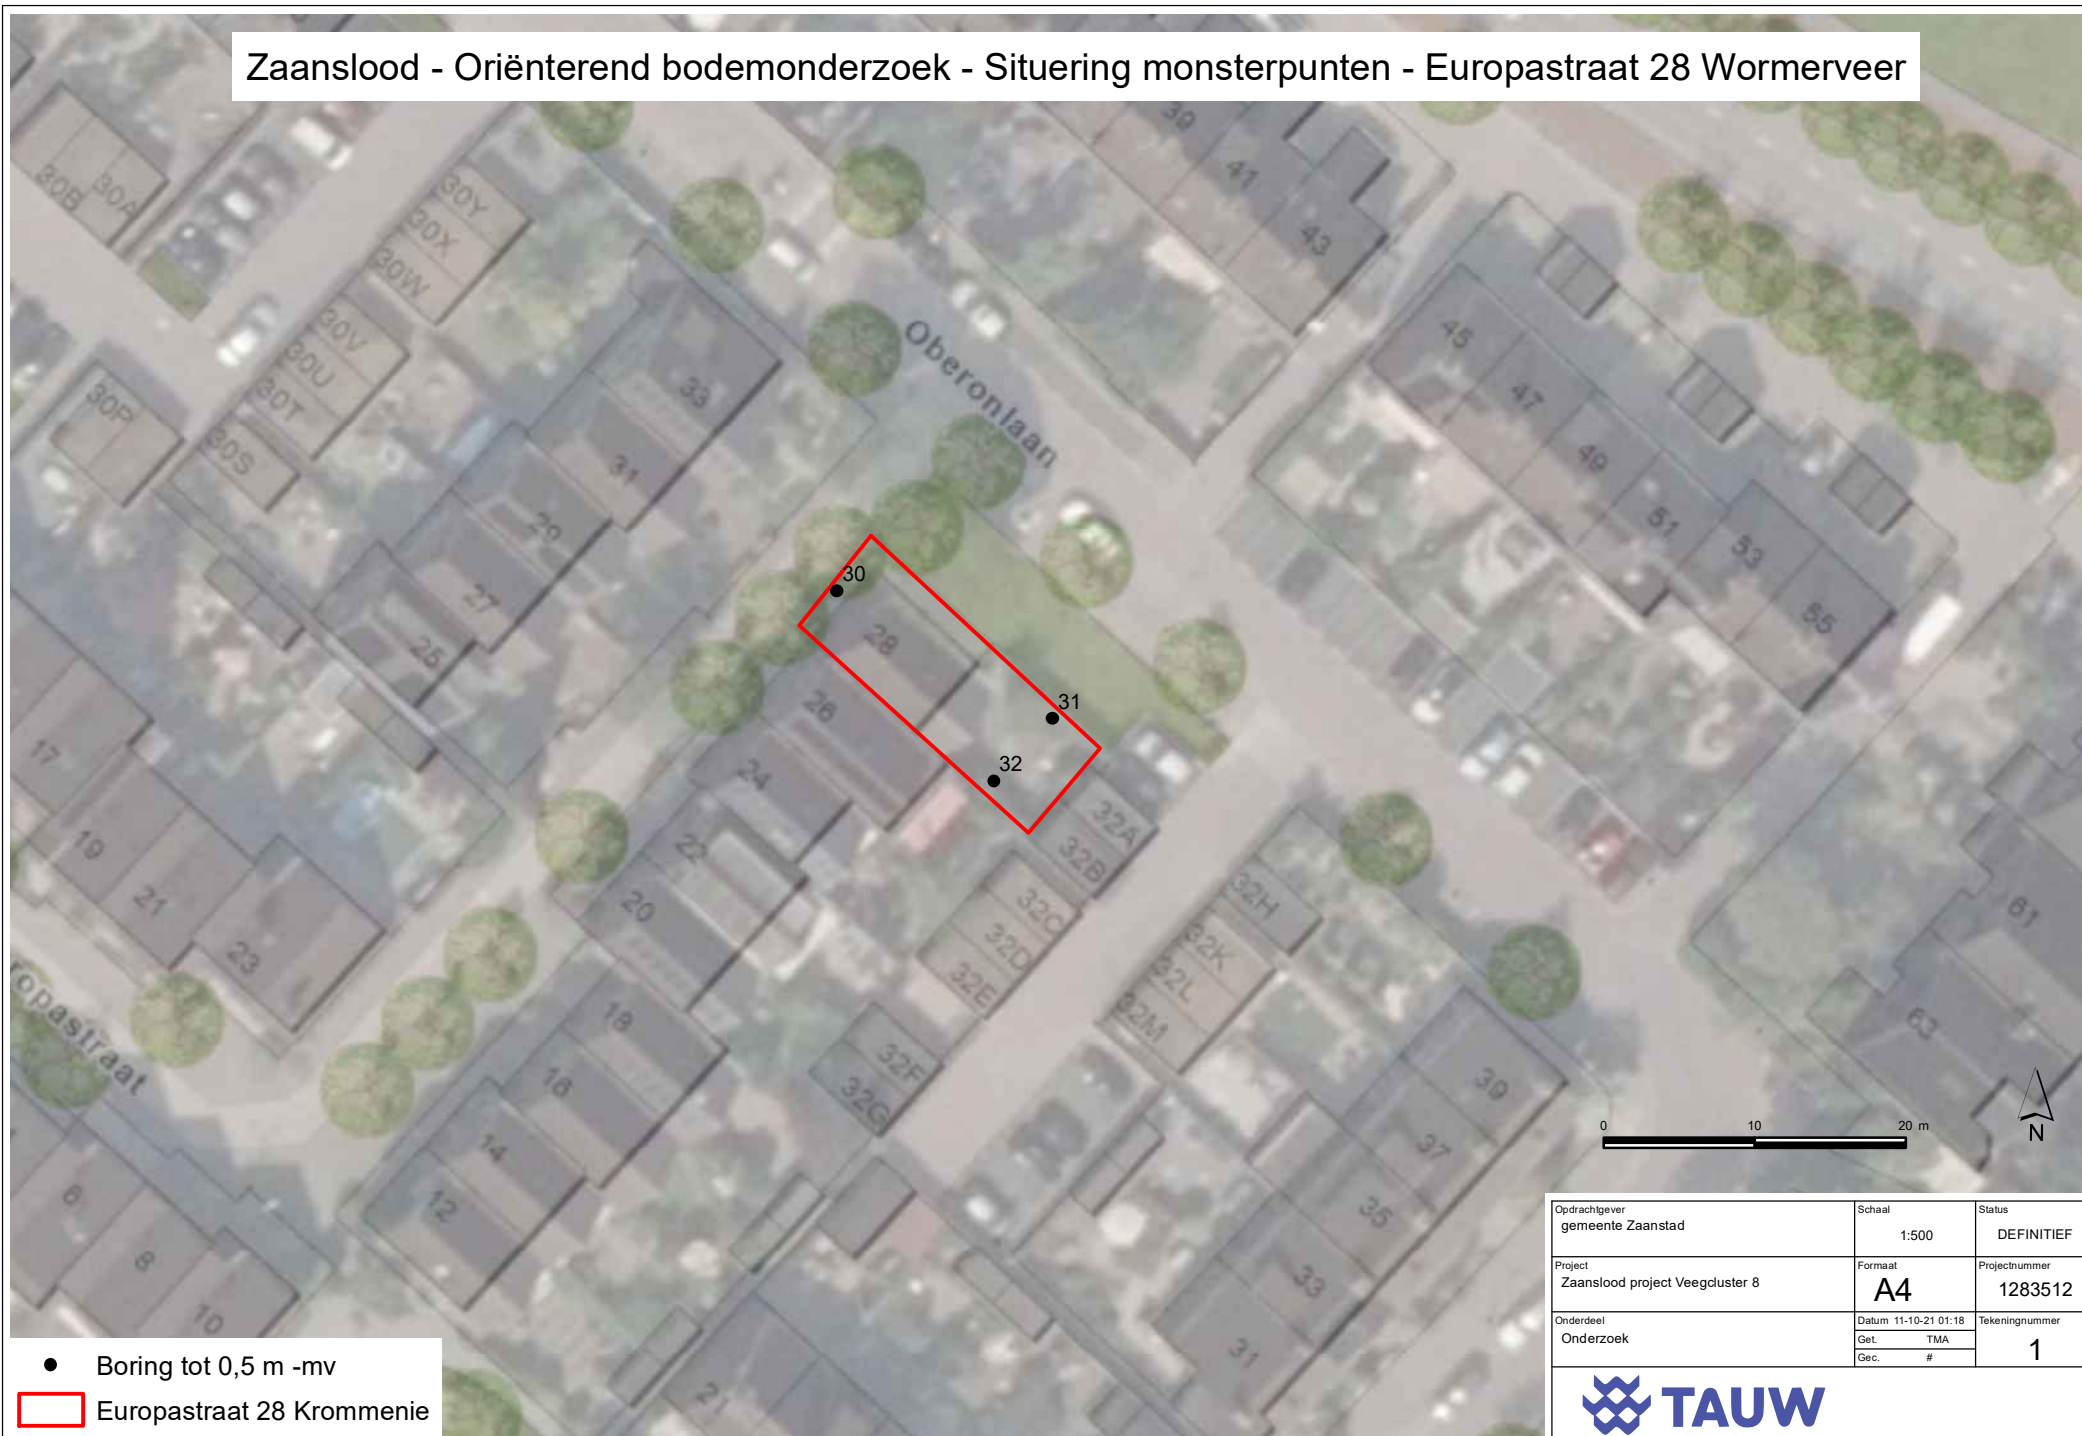 Zaanslood - Oriënterend bodemonderzoek - Situering monsterpunten - Europastraat 28 Wormerveer
39
41
43
30B
30A
30Y
30X
30W
30V
30U
30T
30S
30P
33
31
29
27
25
Oberonlaan
45
47
49
51
53
55
30
28
31
26
32
24
22
20
18
16
14
12
17
19
21
23
ropastraat
6
8
10
32A
32B
32C
32D
32E
32F
32G
32H
32K
32L
32M
61
63
39
37
35
33
31
21
0 10 20 m
N
Boring tot 0,5 m -mv
Europastraat 28 Krommenie
Opdrachtgever
gemeente Zaanstad
Schaal
1:500
Status
DEFINITIEF
Project
Zaanslood project Veegcluster 8
Formaat
A4
Projectnummer
1283512
Onderdeel
Onderzoek
Datum 11-10-21 01:18
Get. TMA
Gec. #
Tekeningnummer
1
TAUW